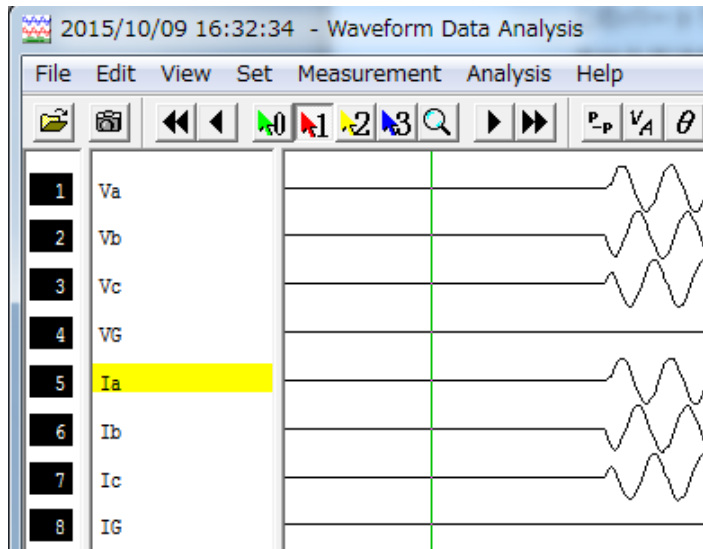 2015/10/09 16:32:34 - Waveform Data Analysis
File Edit View Set Measurement Analysis Help
0 1 2 3 P-P V/A θ
1 Va
2 Vb
3 Vc
4 VG
5 Ia
6 Ib
7 Ic
8 IG